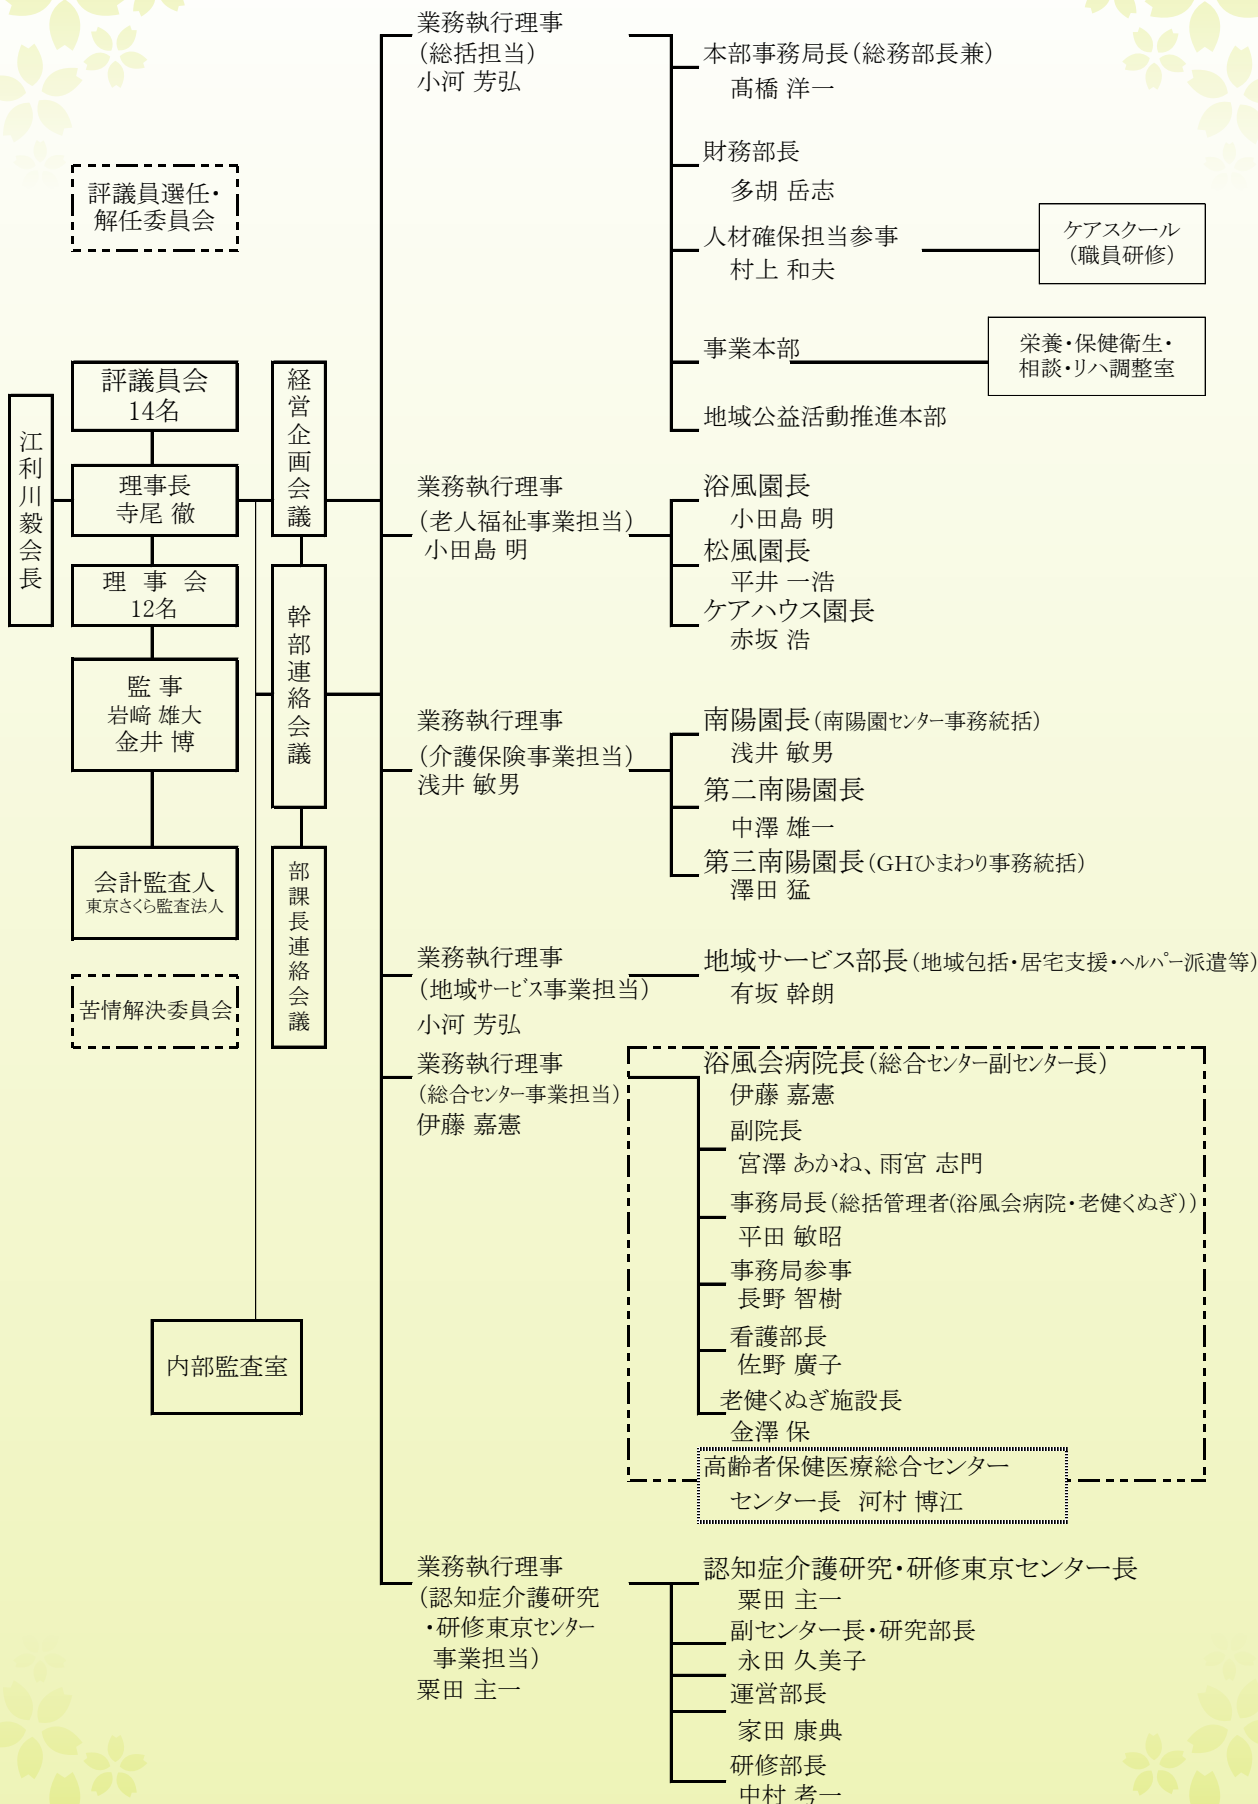 評議員選任・
解任委員会
江利川毅会長
評議員会
14名
理事長
寺尾 徹
理 事 会
12名
監 事
岩﨑 雄大
金井 博
会計監査人
東京さくら監査法人
苦情解決委員会
内部監査室
経営企画会議
幹部連絡会議
部課長連絡会議
業務執行理事
(総括担当)
小河 芳弘
本部事務局長(総務部長兼)
髙橋 洋一
財務部長
多胡 岳志
人材確保担当参事
村上 和夫
ケアスクール
(職員研修)
事業本部
栄養・保健衛生・
相談・リハ調整室
地域公益活動推進本部
業務執行理事
(老人福祉事業担当)
小田島 明
浴風園長
小田島 明
松風園長
平井 一浩
ケアハウス園長
赤坂 浩
業務執行理事
(介護保険事業担当)
浅井 敏男
南陽園長(南陽園センター事務統括)
浅井 敏男
第二南陽園長
中澤 雄一
第三南陽園長(GHひまわり事務統括)
澤田 猛
業務執行理事
(地域サービス事業担当)
小河 芳弘
地域サービス部長(地域包括・居宅支援・ヘルパー派遣等)
有坂 幹朗
業務執行理事
(総合センター事業担当)
伊藤 嘉憲
浴風会病院長(総合センター副センター長)
伊藤 嘉憲
副院長
宮澤 あかね、雨宮 志門
事務局長(総括管理者(浴風会病院・老健くぬぎ))
平田 敏昭
事務局参事
長野 智樹
看護部長
佐野 廣子
老健くぬぎ施設長
金澤 保
高齢者保健医療総合センター
センター長 河村 博江
業務執行理事
(認知症介護研究
・研修東京センター
事業担当)
粟田 主一
認知症介護研究・研修東京センター長
粟田 主一
副センター長・研究部長
永田 久美子
運営部長
家田 康典
研修部長
中村 考一